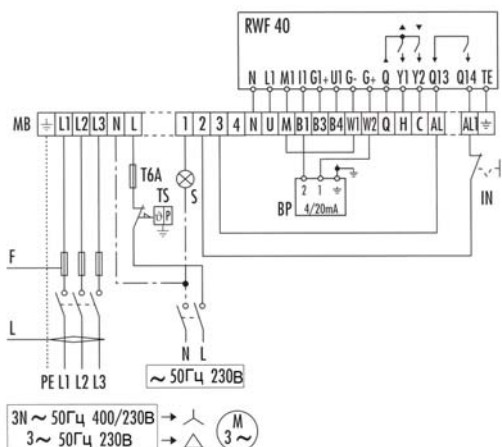 RWF 40
N L1 M1 I1 G1+ U1 G- G+ Q Y1 Y2 Q13 Q14 TE
MB L1 L2 L3 N L 1 2 3 4 N U M B1 B3 B4 W1 W2 Q H C AL AL1
T6A
TS
P
S
2 1
BP 4/20mA
IN
F
L
N L
~ 50Гц 230В
PE L1 L2 L3
3N ~ 50Гц 400/230В
3~ 50Гц 230В
M
3 ~